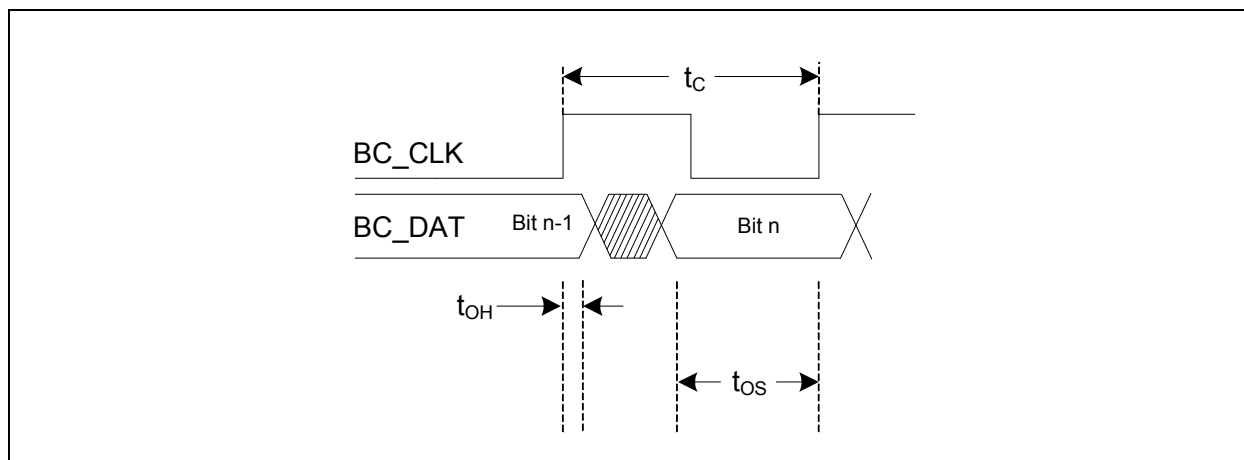 tC
BC_CLK
BC_DAT
Bit n-1
Bit n
tOH
tOS